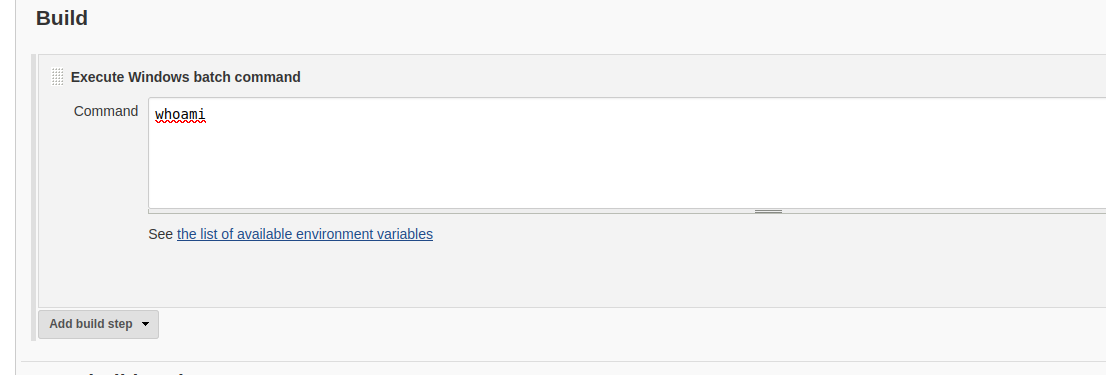 Build
Execute Windows batch command
Command
whoami
See the list of available environment variables
Add build step